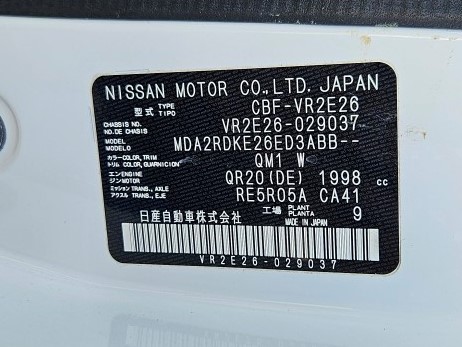 NISSAN MOTOR CO.,LTD. JAPAN
型式 TYPE TIPO CBF-VR2E26
CHASSIS NO. NO. DE CHASIS VR2E26-029037
MODEL MODELO MDA2RDKE26ED3ABB--
カラー COLOR, TRIM トリム COLOR, GUARNICION QM1 W
エンジン ENGINE MOTOR QR20(DE) 1998 cc
ミッション TRANS., AXLE アクスル TRANS., EJE RE5R05A CA41
工場 PLANT PLANTA 9
日産自動車株式会社 MADE IN JAPAN
VR2E26-029037